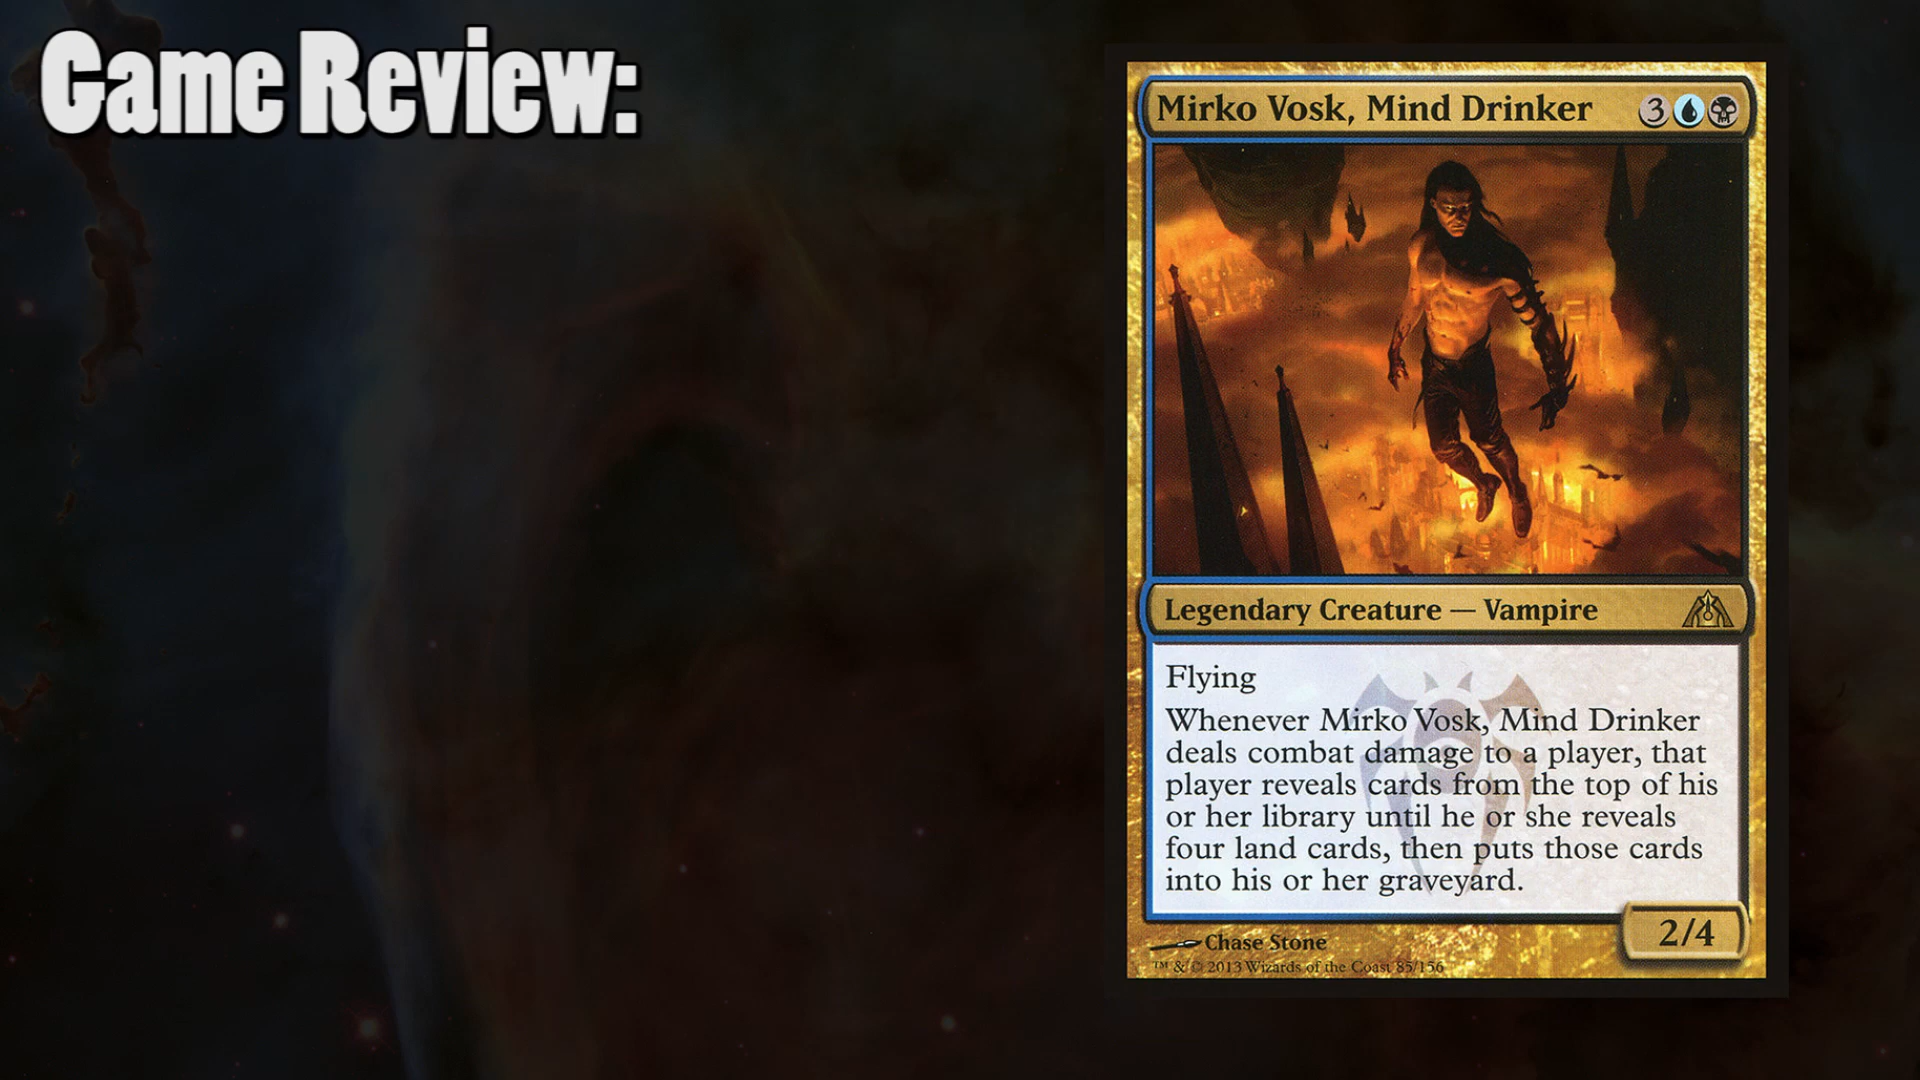 Game Review:
Mirko Vosk, Mind Drinker 3
Legendary Creature — Vampire
Flying
Whenever Mirko Vosk, Mind Drinker
deals combat damage to a player, that
player reveals cards from the top of his
or her library until he or she reveals
four land cards, then puts those cards
into his or her graveyard.
2/4
Chase Stone
™ & © 2013 Wizards of the Coast 85/156